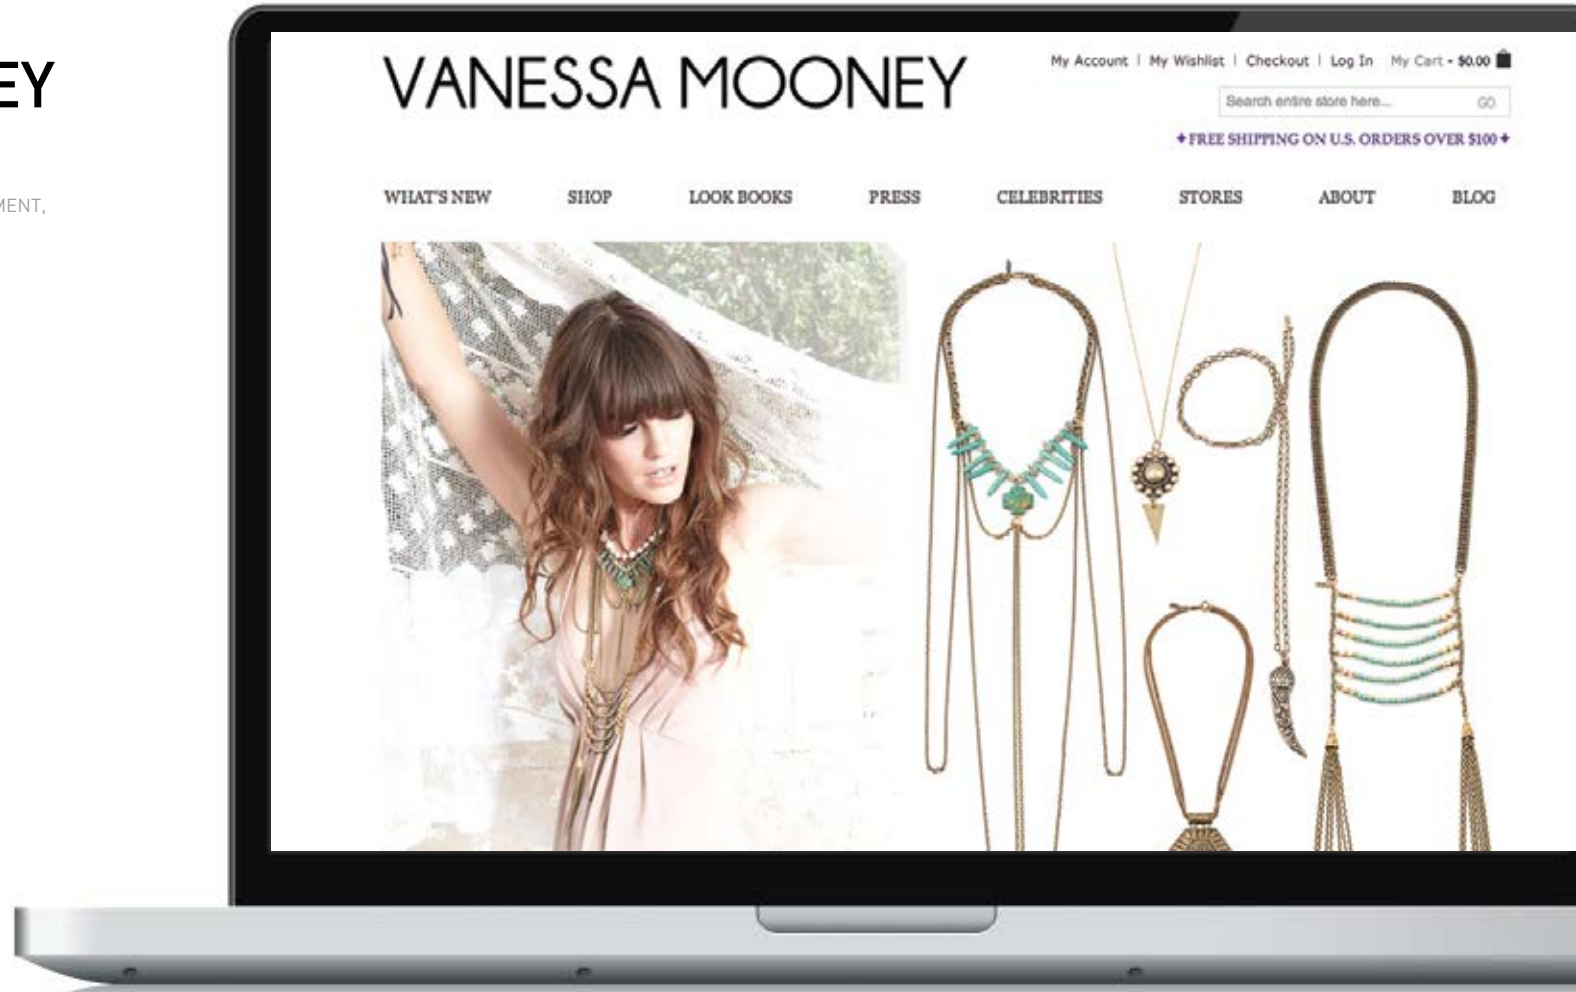 EY
MENT,
VANESSA MOONEY
My Account | My Wishlist | Checkout | Log In My Cart - $0.00
Search entire store here... GO
✦ FREE SHIPPING ON U.S. ORDERS OVER $100 ✦
WHAT'S NEW SHOP LOOK BOOKS PRESS CELEBRITIES STORES ABOUT BLOG